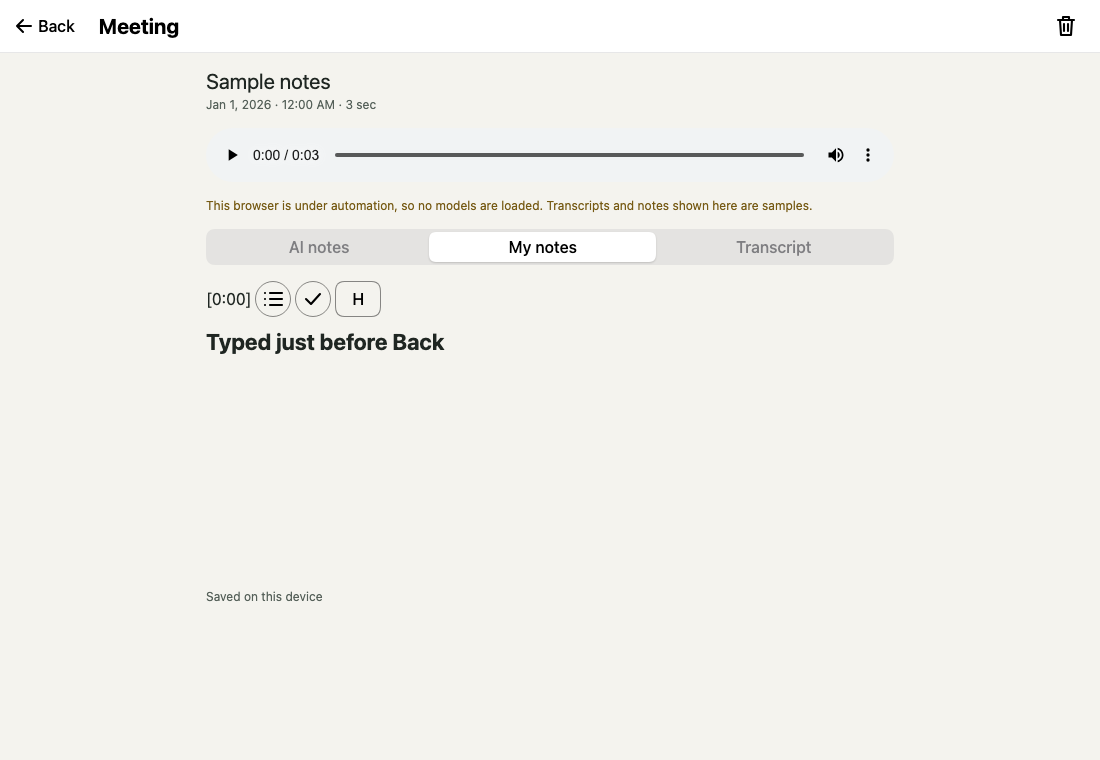 Back Meeting
Sample notes
Jan 1, 2026 · 12:00 AM · 3 sec
0:00 / 0:03
This browser is under automation, so no models are loaded. Transcripts and notes shown here are samples.
AI notes My notes Transcript
[0:00] H
Typed just before Back
Saved on this device